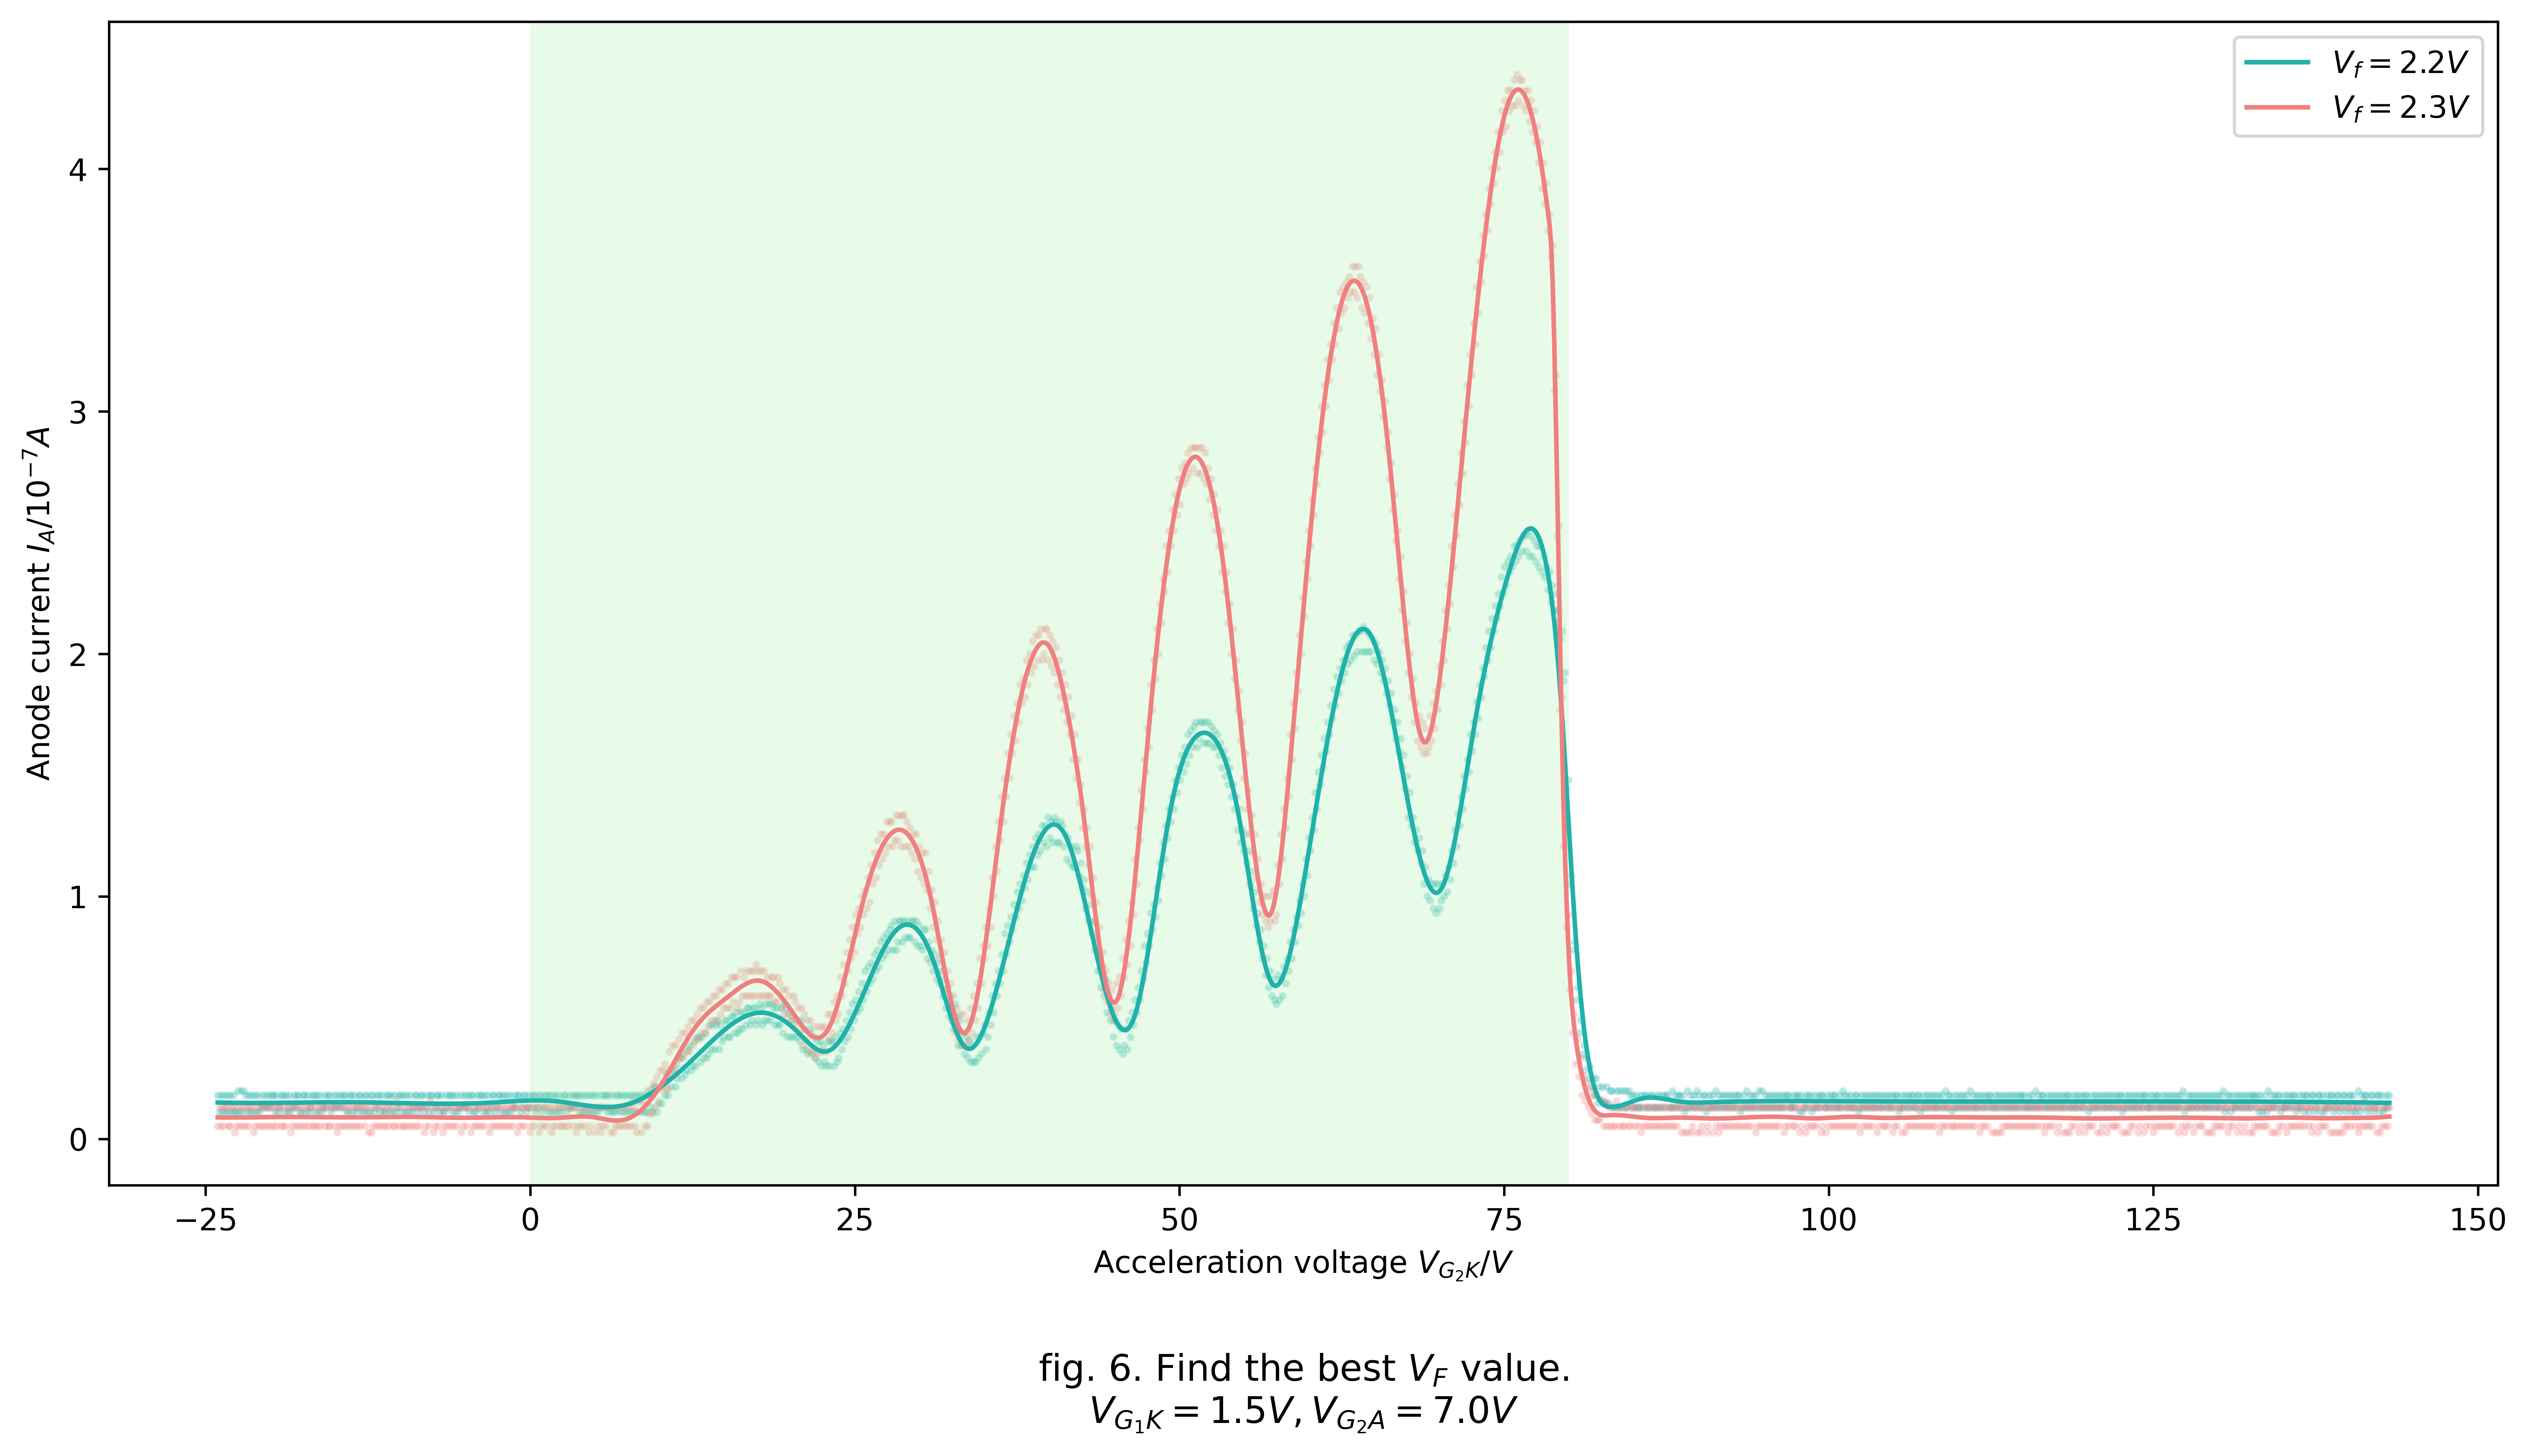 V_f = 2.2V
V_f = 2.3V
4
3
2
1
0
Anode current I_A/10^{-7}A
−25 0 25 50 75 100 125 150
Acceleration voltage V_{G_2K}/V
fig. 6. Find the best V_F value.
V_{G_1K} = 1.5V, V_{G_2A} = 7.0V